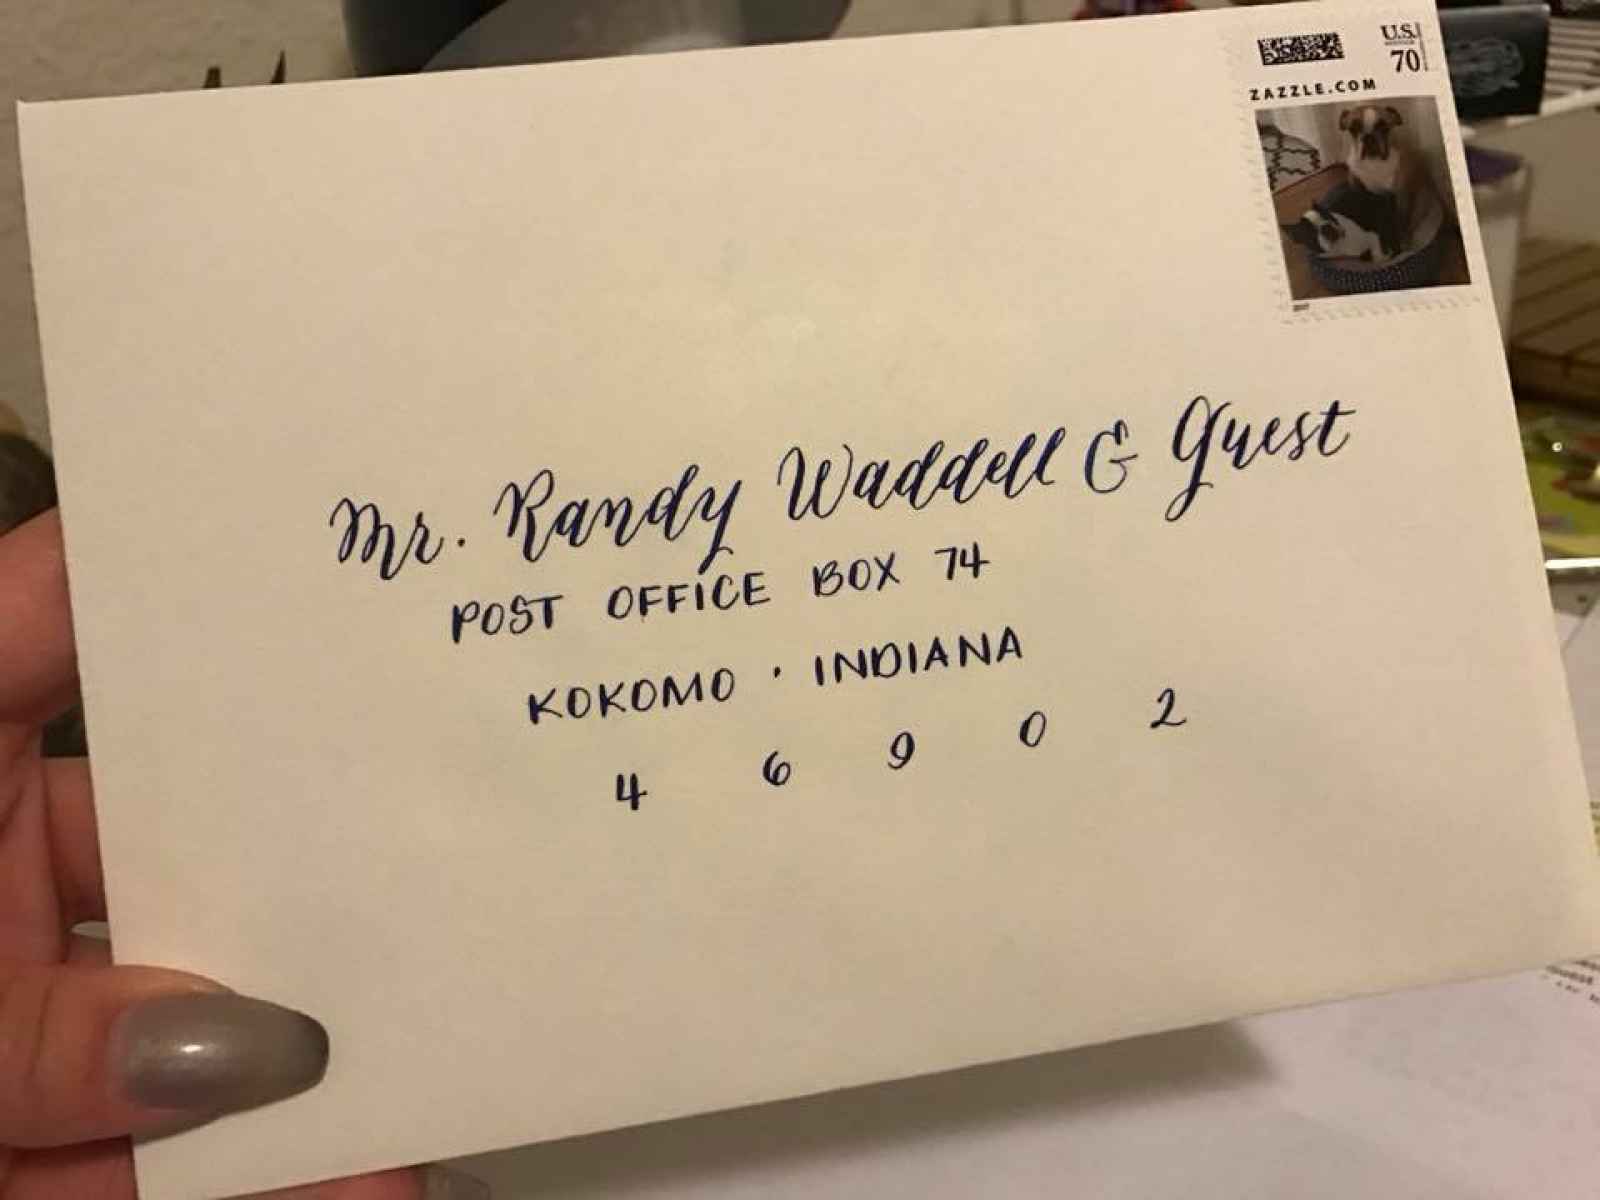 U.S.
70
ZAZZLE.COM
Mr. Randy Waddell & Guest
POST OFFICE BOX 74
KOKOMO · INDIANA
4 6 9 0 2